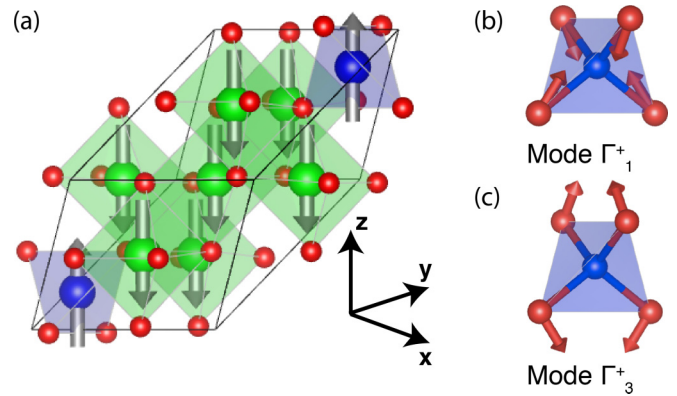 (a)
z
y
x
(b)
Mode Γ⁺₁
(c)
Mode Γ⁺₃